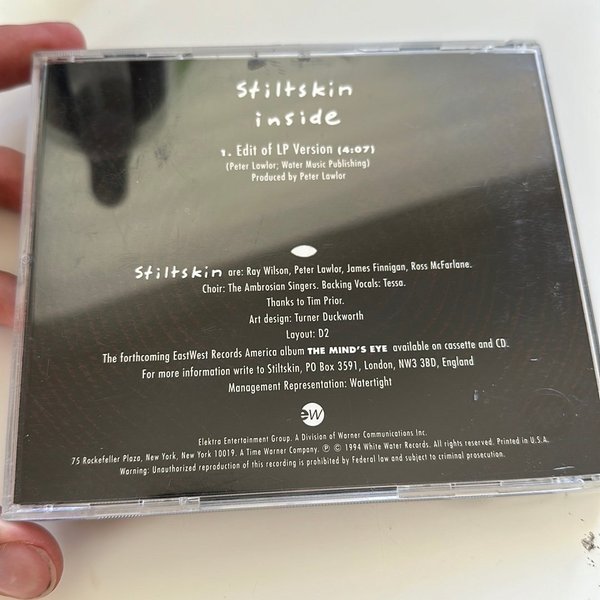 Stiltskin
inside
1. Edit of LP Version (4:07)
(Peter Lawlor; Water Music Publishing)
Produced by Peter Lawlor
Stiltskin are: Ray Wilson, Peter Lawlor, James Finnigan, Ross McFarlane.
Choir: The Ambrosian Singers. Backing Vocals: Tessa.
Thanks to Tim Prior.
Art design: Turner Duckworth
Layout: D2
The forthcoming EastWest Records America album THE MIND'S EYE available on cassette and CD.
For more information write to Stiltskin, PO Box 3591, London, NW3 3BD, England
Management Representation: Watertight
ew
Elektra Entertainment Group. A Division of Warner Communications Inc.
75 Rockefeller Plaza, New York, New York 10019. A Time Warner Company. ℗ © 1994 White Water Records. All rights reserved. Printed in U.S.A.
Warning: Unauthorized reproduction of this recording is prohibited by Federal law and subject to criminal prosecution.